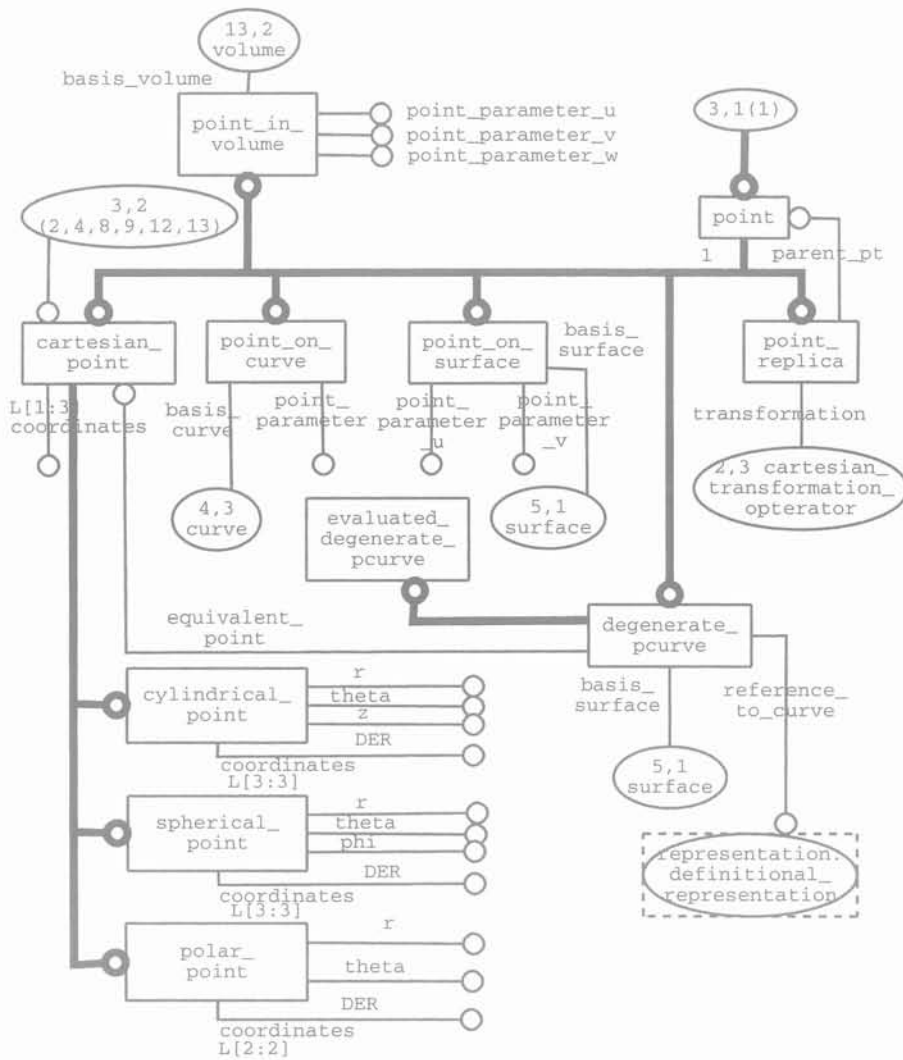 13,2
volume
basis_volume
point_in_
volume
point_parameter_u
point_parameter_v
point_parameter_w
3,1(1)
3,2
(2,4,8,9,12,13)
point
1
parent_pt
cartesian_
point
point_on_
curve
point_on_
surface
basis_
surface
point_
replica
L[1:3]
coordinates
basis_
curve
point_
parameter
point_
parameter
_u
point_
parameter
_v
transformation
4,3
curve
evaluated_
degenerate_
pcurve
5,1
surface
2,3 cartesian_
transformation_
opterator
equivalent_
point
degenerate_
pcurve
basis_
surface
reference_
to_curve
cylindrical_
point
r
theta
z
DER
coordinates
L[3:3]
5,1
surface
spherical_
point
r
theta
phi
DER
coordinates
L[3:3]
representation.
definitional_
representation
polar_
point
r
theta
DER
coordinates
L[2:2]